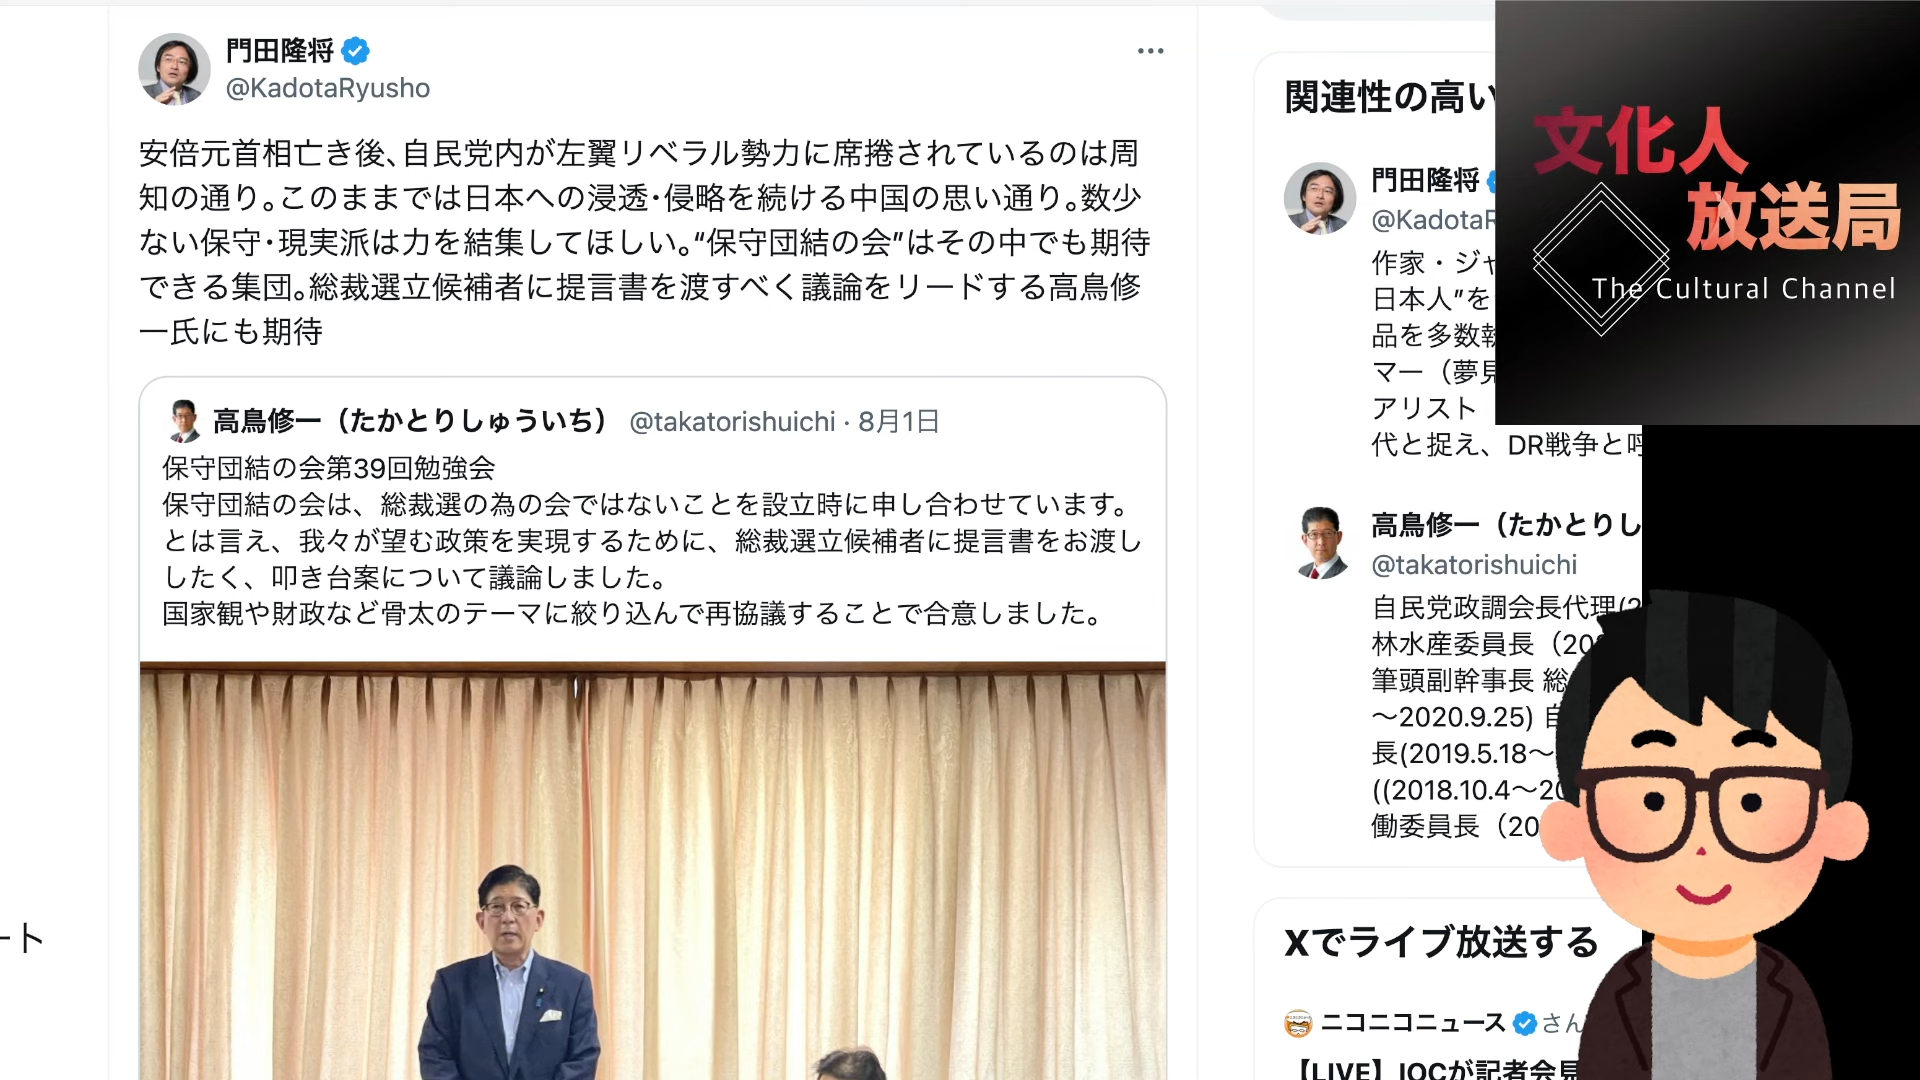 門田隆将
@KadotaRyusho
安倍元首相亡き後、自民党内が左翼リベラル勢力に席捲されているのは周
知の通り。このままでは日本への浸透・侵略を続ける中国の思い通り。数少
ない保守・現実派は力を結集してほしい。“保守団結の会”はその中でも期待
できる集団。総裁選立候補者に提言書を渡すべく議論をリードする高鳥修
一氏にも期待
高鳥修一（たかとりしゅういち） @takatorishuichi · 8月1日
保守団結の会第39回勉強会
保守団結の会は、総裁選の為の会ではないことを設立時に申し合わせています。
とは言え、我々が望む政策を実現するために、総裁選立候補者に提言書をお渡し
したく、叩き台案について議論しました。
国家観や財政など骨太のテーマに絞り込んで再協議することで合意しました。
ート
関連性の高い
門田隆将
@KadotaR
作家・ジャ
日本人”を
品を多数執
マー（夢見
アリスト
代と捉え、DR戦争と呼
高鳥修一（たかとりし
@takatorishuichi
自民党政調会長代理(2
林水産委員長（20
筆頭副幹事長 総
～2020.9.25) 自
長(2019.5.18～
((2018.10.4～20
働委員長（20
Xでライブ放送する
ニコニコニュース さん
【LIVE】IOCが記者会見
文化人
放送局
The Cultural Channel